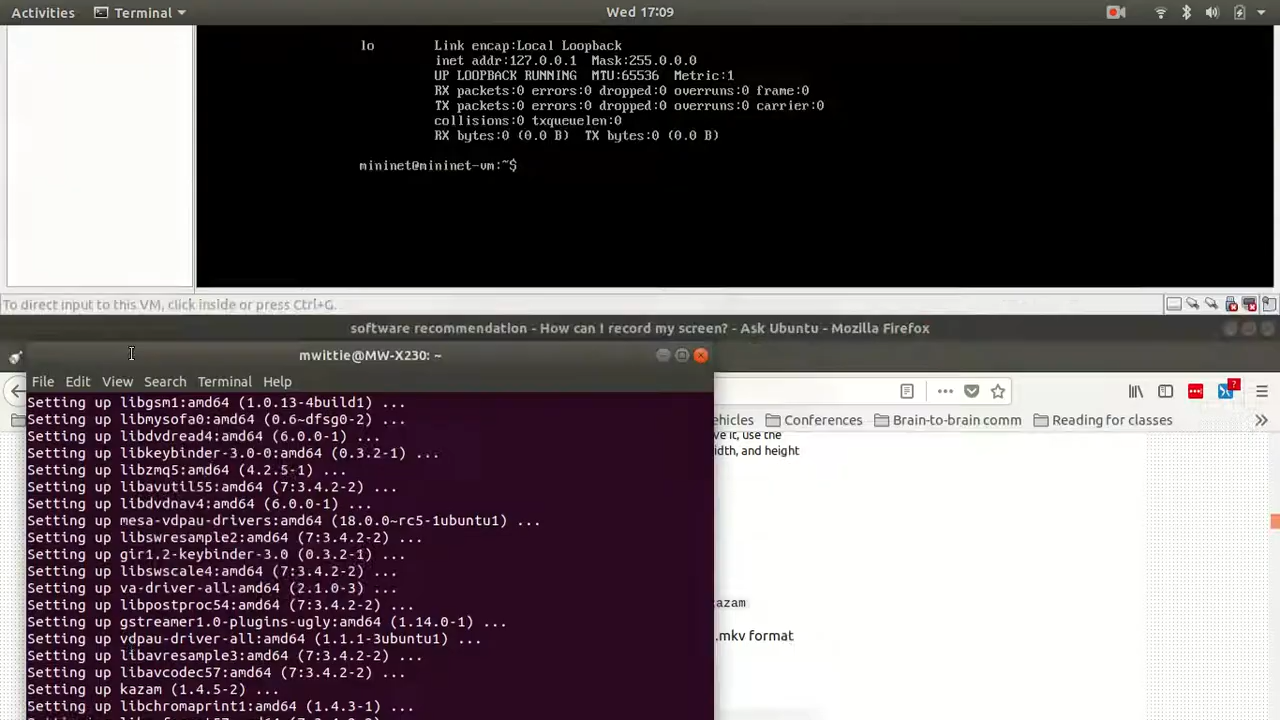 Activities Terminal Wed 17:09
lo Link encap:Local Loopback
inet addr:127.0.0.1 Mask:255.0.0.0
UP LOOPBACK RUNNING MTU:65536 Metric:1
RX packets:0 errors:0 dropped:0 overruns:0 frame:0
TX packets:0 errors:0 dropped:0 overruns:0 carrier:0
collisions:0 txqueuelen:0
RX bytes:0 (0.0 B) TX bytes:0 (0.0 B)
mininet@mininet-vm:~$
To direct input to this VM, click inside or press Ctrl+G.
software recommendation - How can I record my screen? - Ask Ubuntu - Mozilla Firefox
mwittie@MW-X230: ~
File Edit View Search Terminal Help
?
ehicles Conferences Brain-to-brain comm Reading for classes
ve it, use the
idth, and height
azam
.mkv format
Setting up libgsm1:amd64 (1.0.13-4build1) ...
Setting up libmysofa0:amd64 (0.6~dfsg0-2) ...
Setting up libdvdread4:amd64 (6.0.0-1) ...
Setting up libkeybinder-3.0-0:amd64 (0.3.2-1) ...
Setting up libzmq5:amd64 (4.2.5-1) ...
Setting up libavutil55:amd64 (7:3.4.2-2) ...
Setting up libdvdnav4:amd64 (6.0.0-1) ...
Setting up mesa-vdpau-drivers:amd64 (18.0.0~rc5-1ubuntu1) ...
Setting up libswresample2:amd64 (7:3.4.2-2) ...
Setting up gir1.2-keybinder-3.0 (0.3.2-1) ...
Setting up libswscale4:amd64 (7:3.4.2-2) ...
Setting up va-driver-all:amd64 (2.1.0-3) ...
Setting up libpostproc54:amd64 (7:3.4.2-2) ...
Setting up gstreamer1.0-plugins-ugly:amd64 (1.14.0-1) ...
Setting up vdpau-driver-all:amd64 (1.1.1-3ubuntu1) ...
Setting up libavresample3:amd64 (7:3.4.2-2) ...
Setting up libavcodec57:amd64 (7:3.4.2-2) ...
Setting up kazam (1.4.5-2) ...
Setting up libchromaprint1:amd64 (1.4.3-1) ...